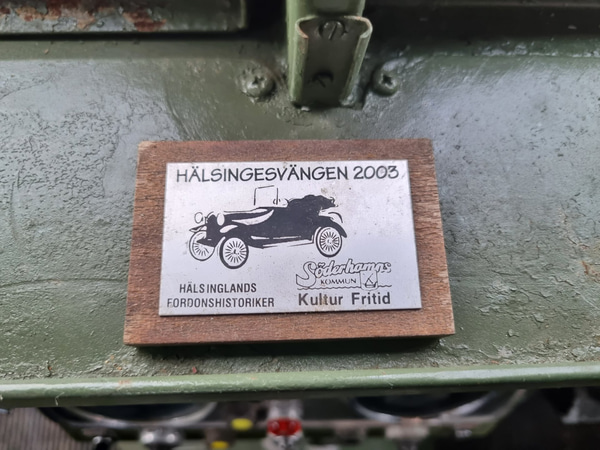 HÄLSINGESVÄNGEN 2003
HÄLSINGLANDS
FORDONSHISTORIKER
Söderhamns
KOMMUN
Kultur Fritid